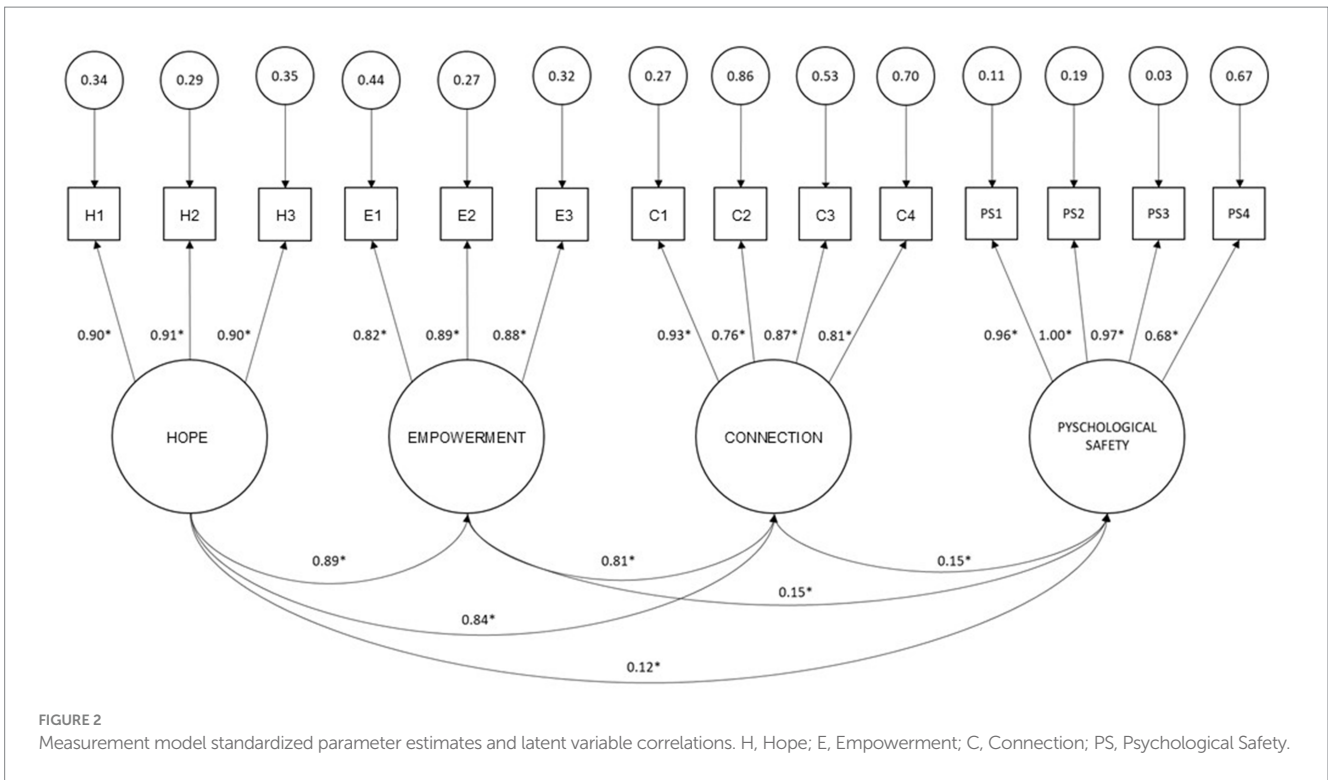 0.34 0.29 0.35 0.44 0.27 0.32 0.27 0.86 0.53 0.70 0.11 0.19 0.03 0.67
H1 H2 H3 E1 E2 E3 C1 C2 C3 C4 PS1 PS2 PS3 PS4
0.90* 0.91* 0.90* 0.82* 0.89* 0.88* 0.93* 0.76* 0.87* 0.81* 0.96* 1.00* 0.97* 0.68*
HOPE
EMPOWERMENT
CONNECTION
PYSCHOLOGICAL
SAFETY
0.89* 0.81* 0.15*
0.15*
0.84*
0.12*
FIGURE 2
Measurement model standardized parameter estimates and latent variable correlations. H, Hope; E, Empowerment; C, Connection; PS, Psychological Safety.